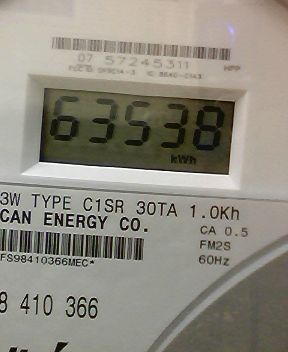 07 57245311 HPP
63538
kWh
3W TYPE C1SR 30TA 1.0Kh
CAN ENERGY CO.
CA 0.5
FM2S
FS98410366MEC*
60Hz
8 410 366